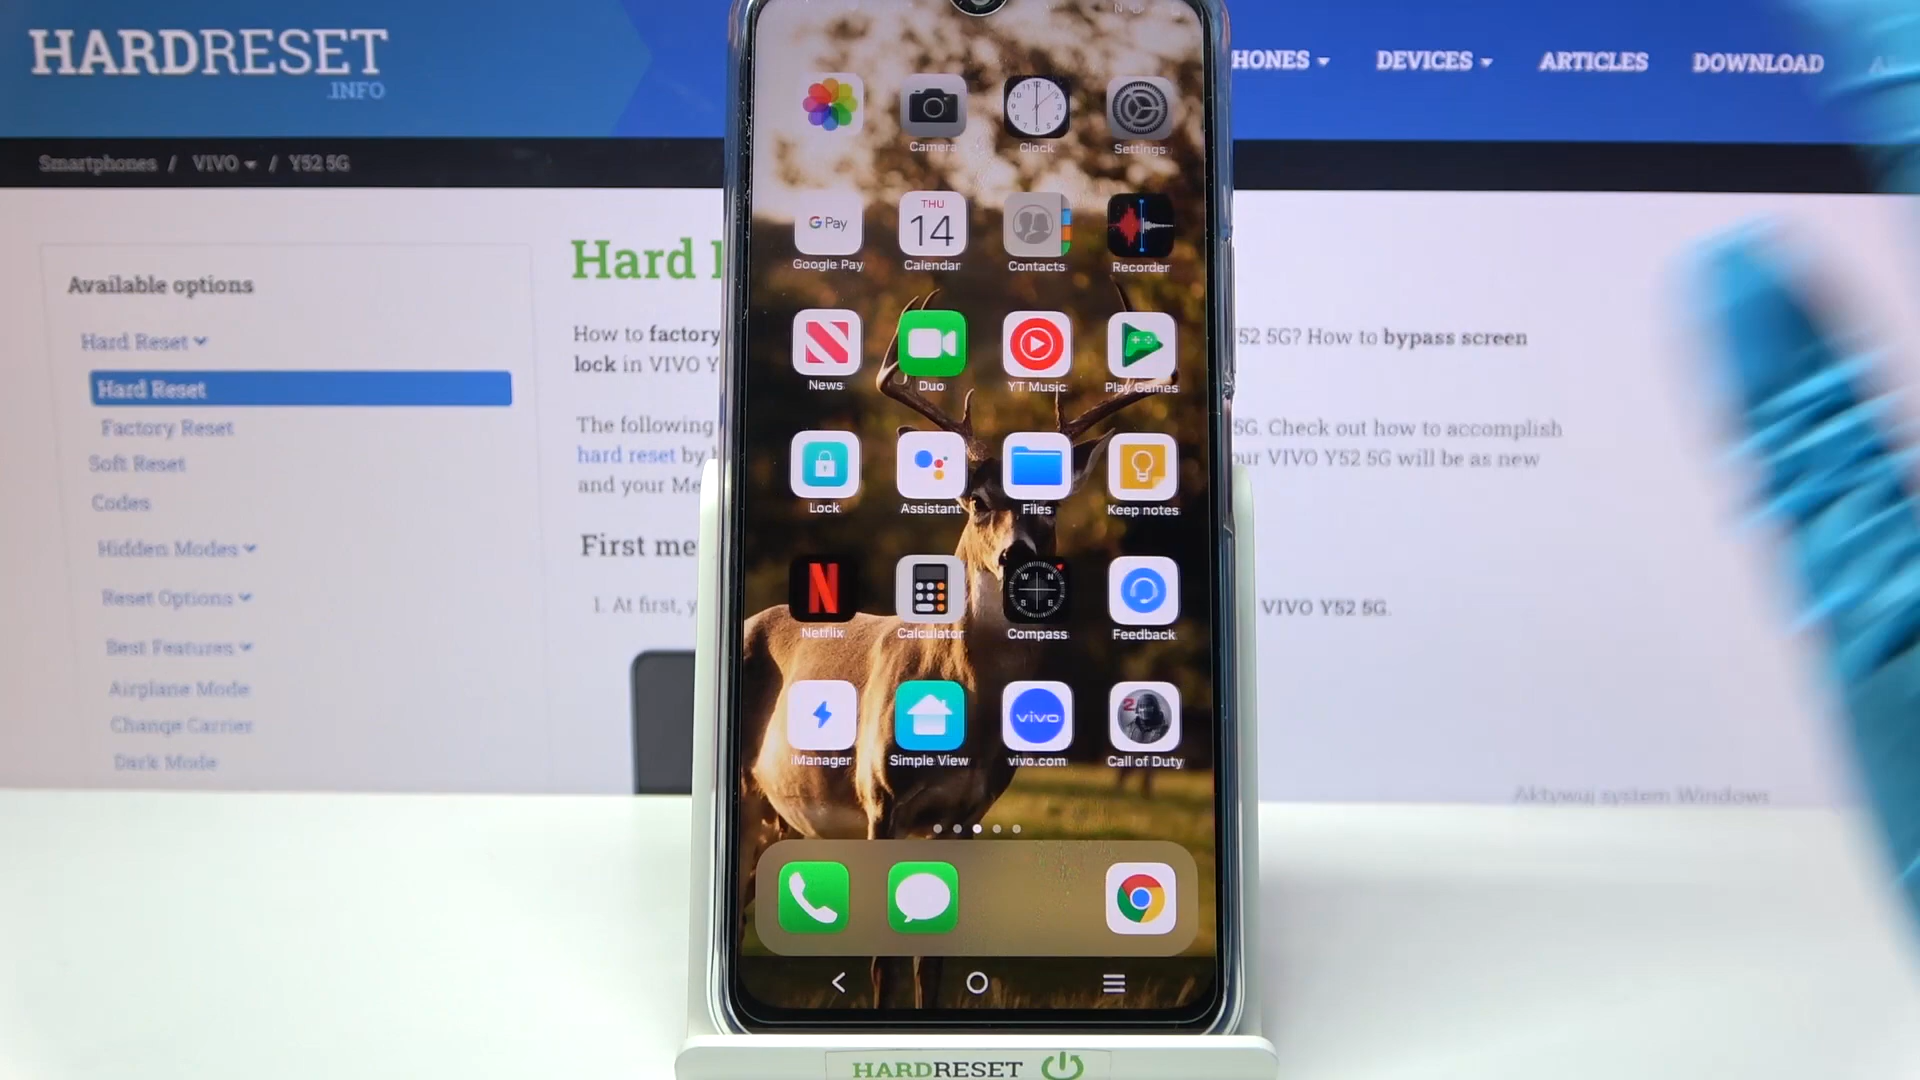 HARDRESET
.INFO
HONES
DEVICES
ARTICLES
DOWNLOAD
Smartphones / VIVO / Y52 5G
Available options
Hard Reset
Hard Reset
Factory Reset
Soft Reset
Codes
Hidden Modes
Reset Options
Best Features
Airplane Mode
Change Carrier
Dark Mode
Hard
How to factory
lock in VIVO Y
The following
hard reset by
and your Me
First me
1. At first, y
52 5G? How to bypass screen
5G. Check out how to accomplish
our VIVO Y52 5G will be as new
VIVO Y52 5G.
Aktywuj system Windows
Camera
Clock
Settings
G Pay
THU
14
Google Pay
Calendar
Contacts
Recorder
News
Duo
YT Music
Play Games
Lock
Assistant
Files
Keep notes
N
W N
S E
Netflix
Calculator
Compass
Feedback
vivo
2
iManager
Simple View
vivo.com
Call of Duty
HARDRESET